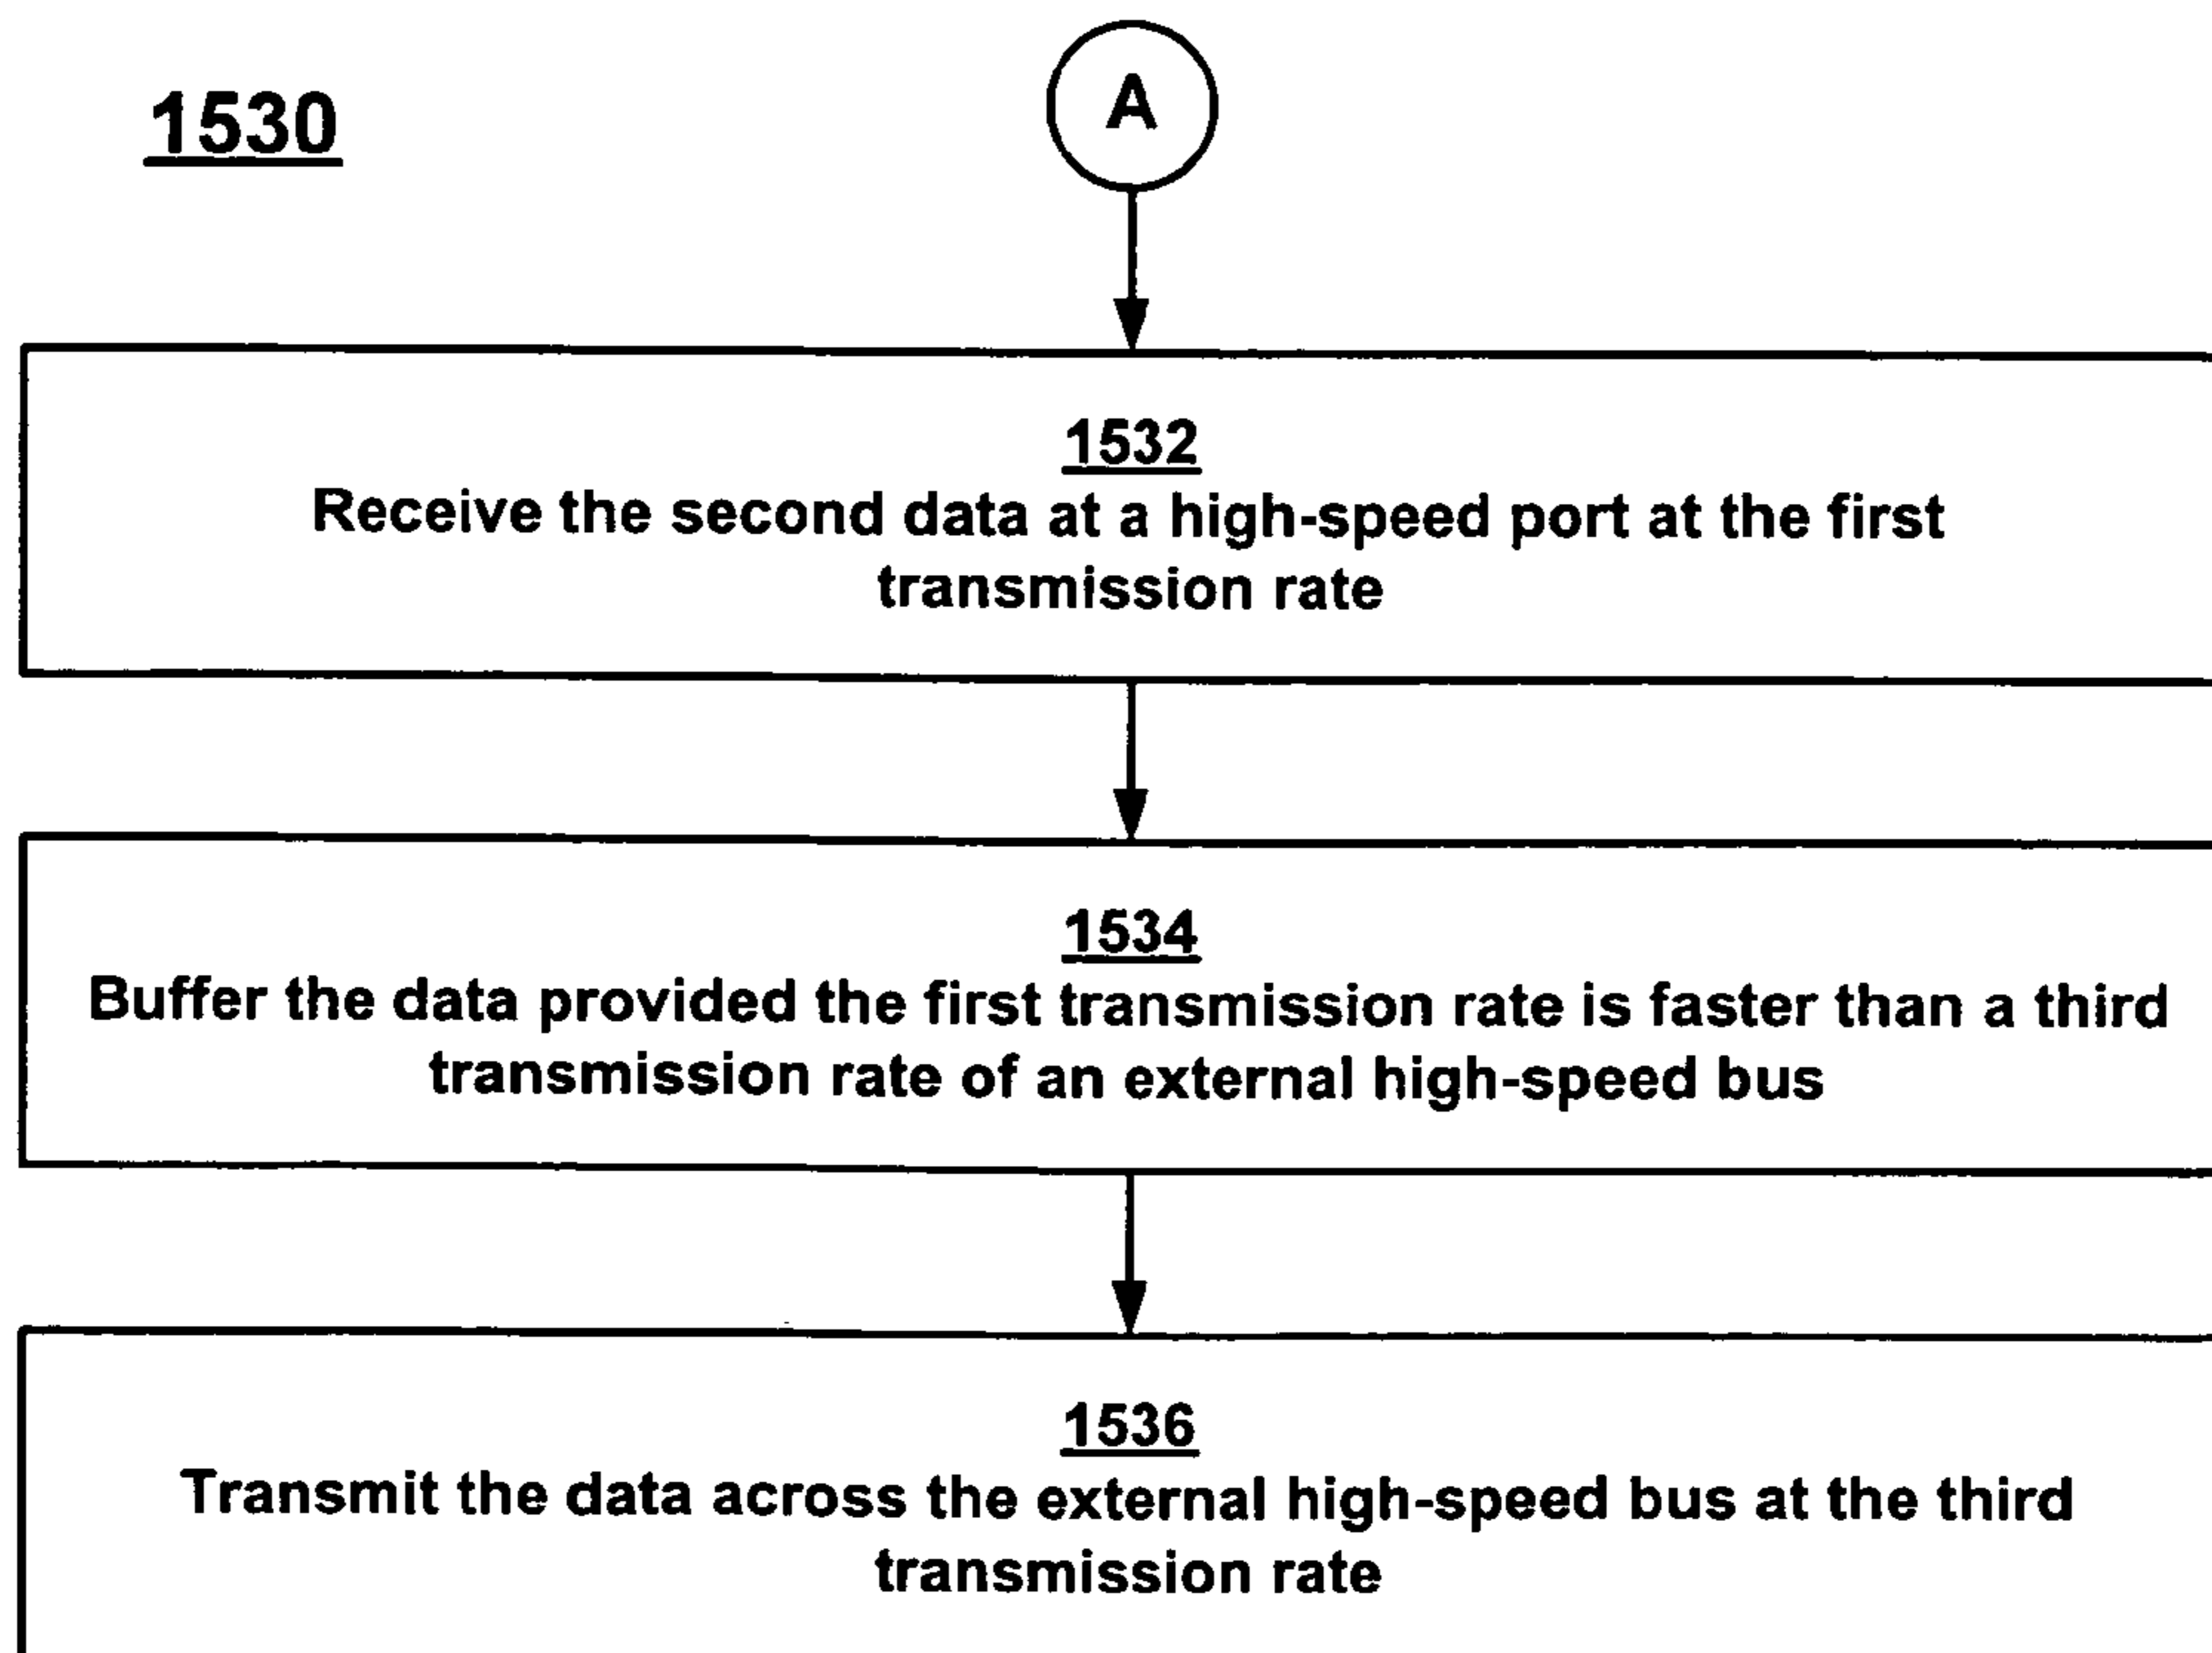 A
1530
1532
Receive the second data at a high-speed port at the first
transmission rate
1534
Buffer the data provided the first transmission rate is faster than a third
transmission rate of an external high-speed bus
1536
Transmit the data across the external high-speed bus at the third
transmission rate